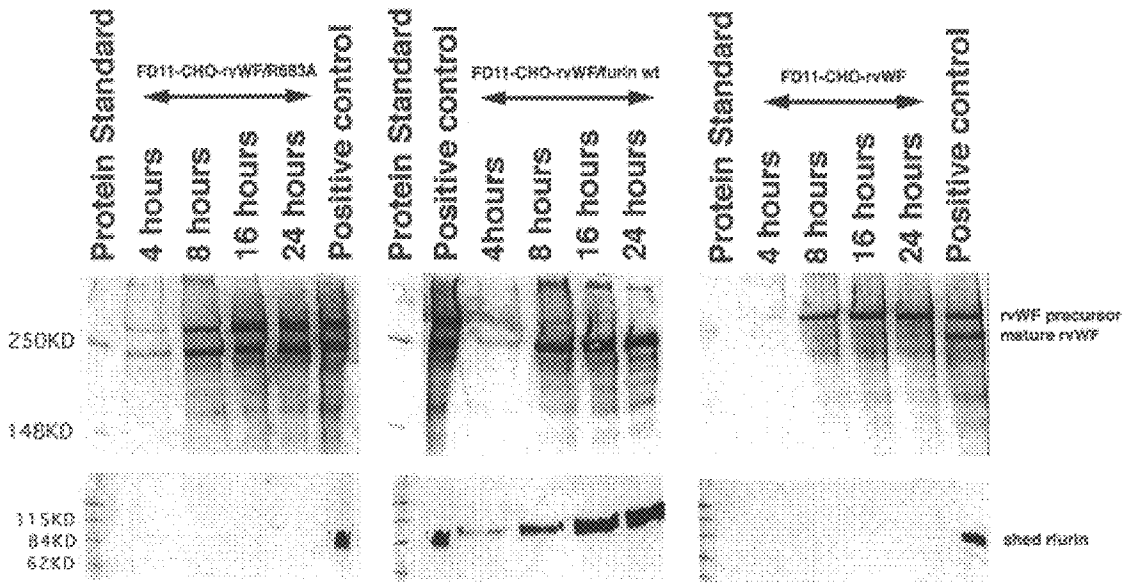 Protein Standard
FD11-CHO-rvWF/R683A
4 hours
8 hours
16 hours
24 hours
Positive control
Protein Standard
Positive control
FD11-CHO-rvWF/furin wt
4hours
8 hours
16 hours
24 hours
Protein Standard
FD11-CHO-rvWF
4 hours
8 hours
16 hours
24 hours
Positive control
250KD
148KD
rvWF precursor
mature rvWF
115KD
84KD
62KD
shed rfurin